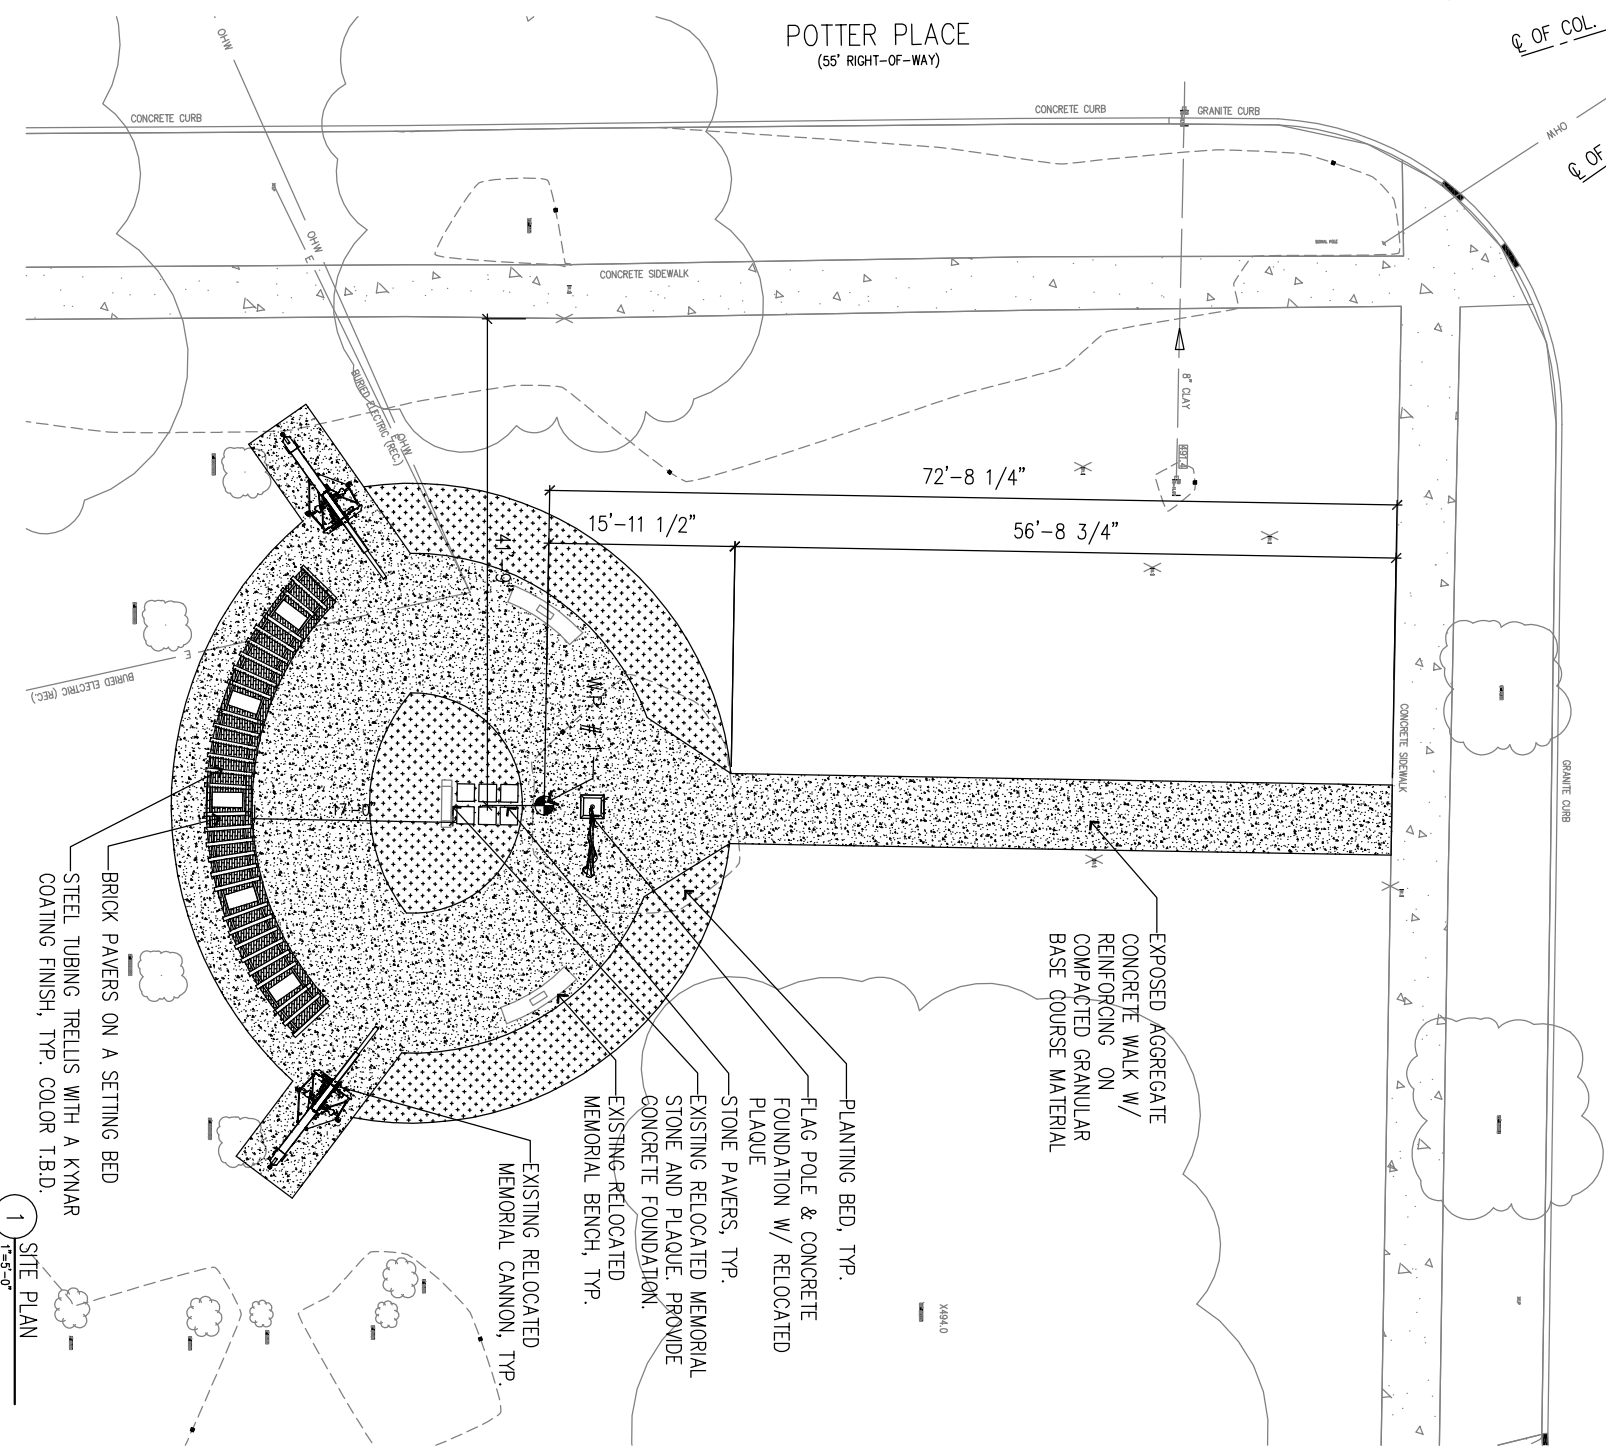 POTTER PLACE
(55' RIGHT-OF-WAY)
℄ OF COL.
℄ OF
OHW
CONCRETE CURB
CONCRETE CURB
GRANITE CURB
OHW
OHW
E
CONCRETE SIDEWALK
BURIED ELECTRIC (REC.)
OHW
E
8" CLAY
72'-8 1/4"
15'-11 1/2"
56'-8 3/4"
W.P. #1
E
BURIED ELECTRIC (REC.)
CONCRETE SIDEWALK
GRANITE CURB
EXPOSED AGGREGATE
CONCRETE WALK W/
REINFORCING ON
COMPACTED GRANULAR
BASE COURSE MATERIAL
PLANTING BED, TYP.
FLAG POLE & CONCRETE
FOUNDATION W/ RELOCATED
PLAQUE
STONE PAVERS, TYP.
EXISTING RELOCATED MEMORIAL
STONE AND PLAQUE. PROVIDE
CONCRETE FOUNDATION.
EXISTING RELOCATED
MEMORIAL BENCH, TYP.
EXISTING RELOCATED
MEMORIAL CANNON, TYP.
BRICK PAVERS ON A SETTING BED
STEEL TUBING TRELLIS WITH A KYNAR
COATING FINISH, TYP. COLOR T.B.D.
X494.0
1
SITE PLAN
1"=5'-0"